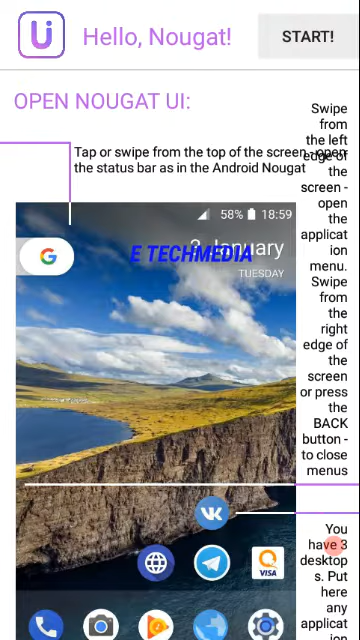 Ui Hello, Nougat! START!
OPEN NOUGAT UI:
Tap or swipe from the top of the screen - open
the status bar as in the Android Nougat
Swipe
from
the left
edge of
the
screen -
open
the
applicat
ion
menu.
Swipe
from
the
right
edge of
the
screen
or press
the
BACK
button -
to close
menus
58% 18:59
G
3 January
E TECHMEDIA
TUESDAY
You
have 3
desktop
s. Put
here
any
applicat
ion
Q
VISA